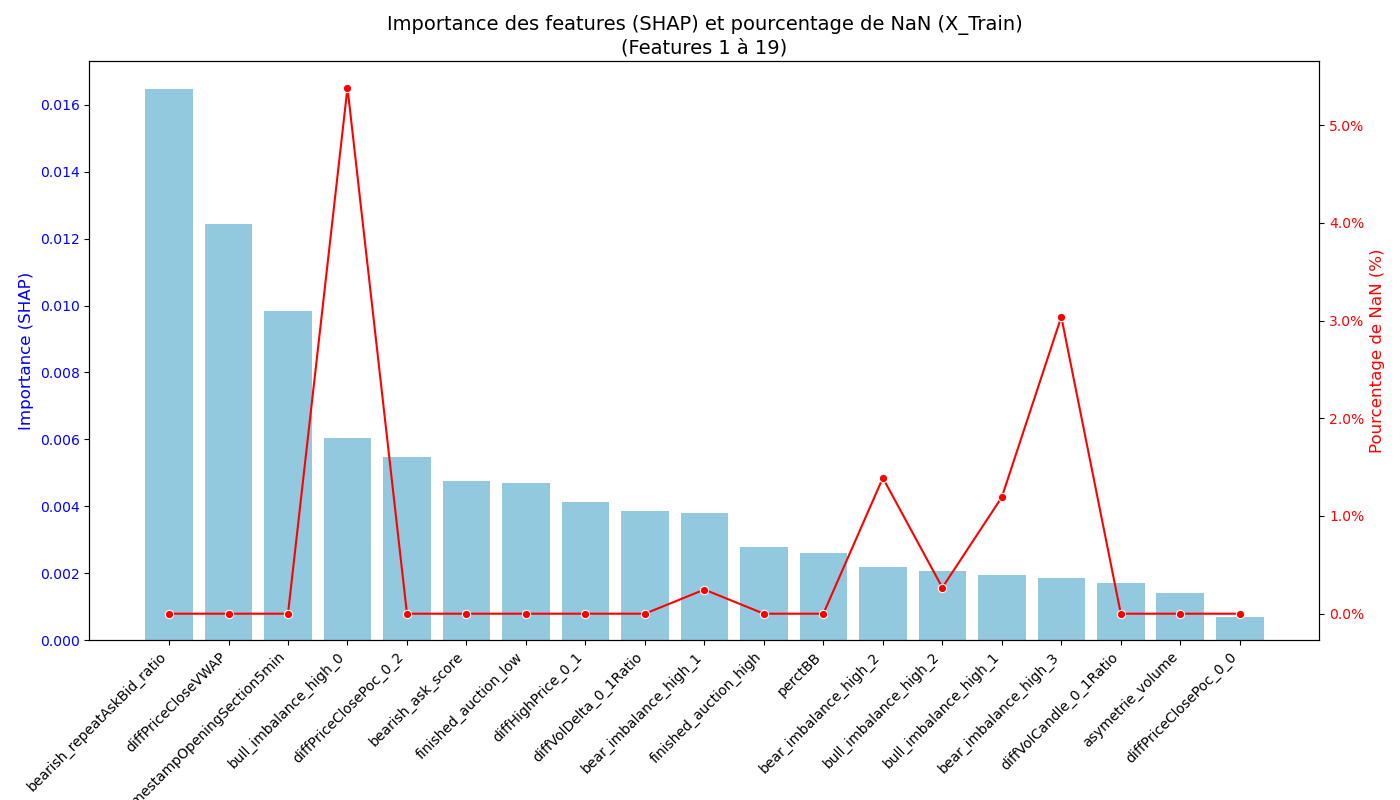 Importance des features (SHAP) et pourcentage de NaN (X_Train)
(Features 1 à 19)
Importance (SHAP)
0.016
0.014
0.012
0.010
0.008
0.006
0.004
0.002
0.000
5.0%
4.0%
3.0%
2.0%
1.0%
0.0%
Pourcentage de NaN (%)
bearish_repeatAskBid_ratio
diffPriceCloseVWAP
mestampOpeningSection5min
bull_imbalance_high_0
diffPriceClosePoc_0_2
bearish_ask_score
finished_auction_low
diffHighPrice_0_1
diffVolDelta_0_1Ratio
bear_imbalance_high_1
finished_auction_high
perctBB
bear_imbalance_high_2
bull_imbalance_high_2
bull_imbalance_high_1
bear_imbalance_high_3
diffVolCandle_0_1Ratio
asymetrie_volume
diffPriceClosePoc_0_0